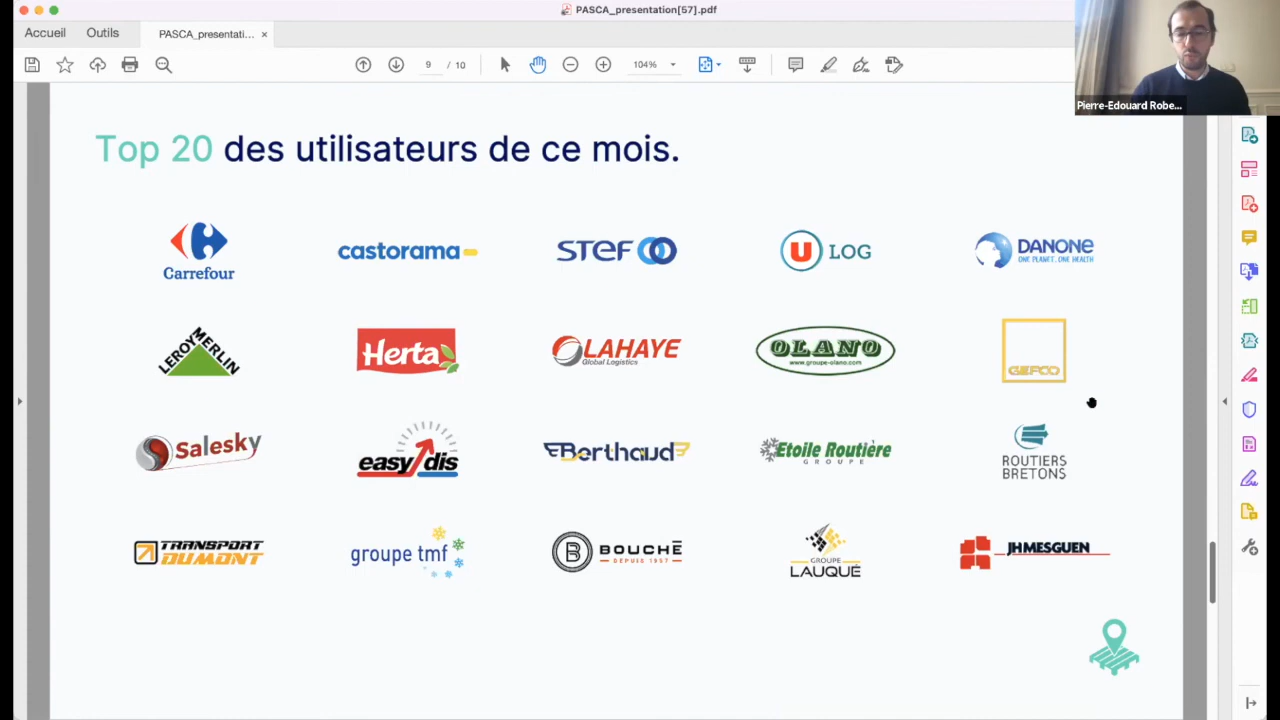 PASCA_presentation[57].pdf
Accueil
Outils
PASCA_presentati... ×
9 / 10
104%
Pierre-Edouard Robe...
Top 20 des utilisateurs de ce mois.
Carrefour
castorama
STEF
U LOG
DANONE
ONE PLANET. ONE HEALTH
LEROY MERLIN
Herta
LAHAYE
Global Logistics
OLANO
www.groupe-olano.com
GEFCO
Salesky
easydis
Berthaud
Etoile Routière
GROUPE
ROUTIERS
BRETONS
TRANSPORT
DUMONT
groupe tmf
B BOUCHÉ
DEPUIS 1957
GROUPE
LAUQUÉ
JHMESGUEN